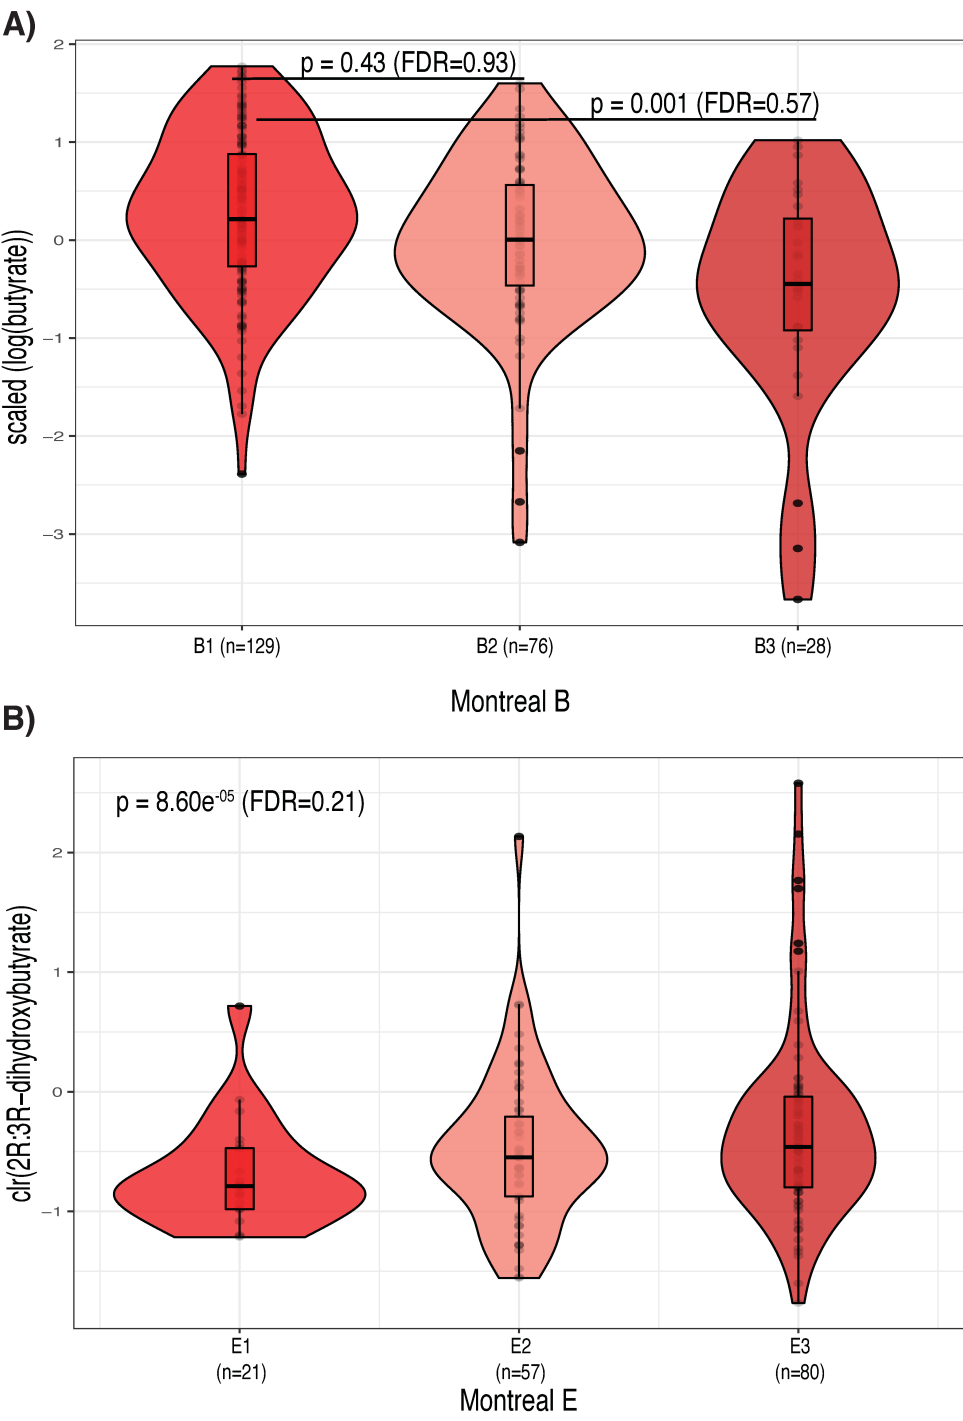 A)
p = 0.43 (FDR=0.93)
p = 0.001 (FDR=0.57)
scaled (log(butyrate))
2
1
0
−1
−2
−3
B1 (n=129)
B2 (n=76)
B3 (n=28)
Montreal B
B)
p = 8.60e-05 (FDR=0.21)
clr(2R:3R−dihydroxybutyrate)
2
1
0
−1
E1
(n=21)
E2
(n=57)
E3
(n=80)
Montreal E